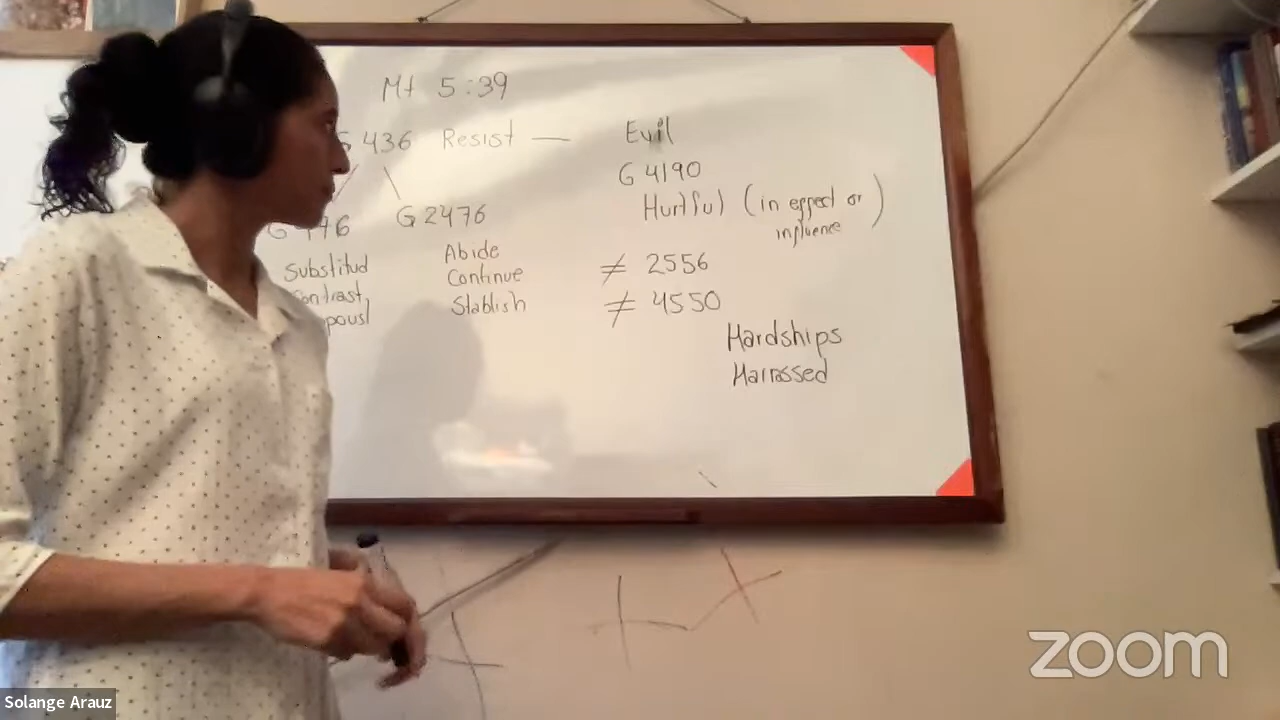 Mt 5:39
436 Resist — Evil
G 4190
G 2476
Hurtful (in effect or influence)
Substitud
Contrast,
Abide
Continue
Stablish
≠ 2556
≠ 4550
Hardships
Harrassed
zoom
Solange Arauz